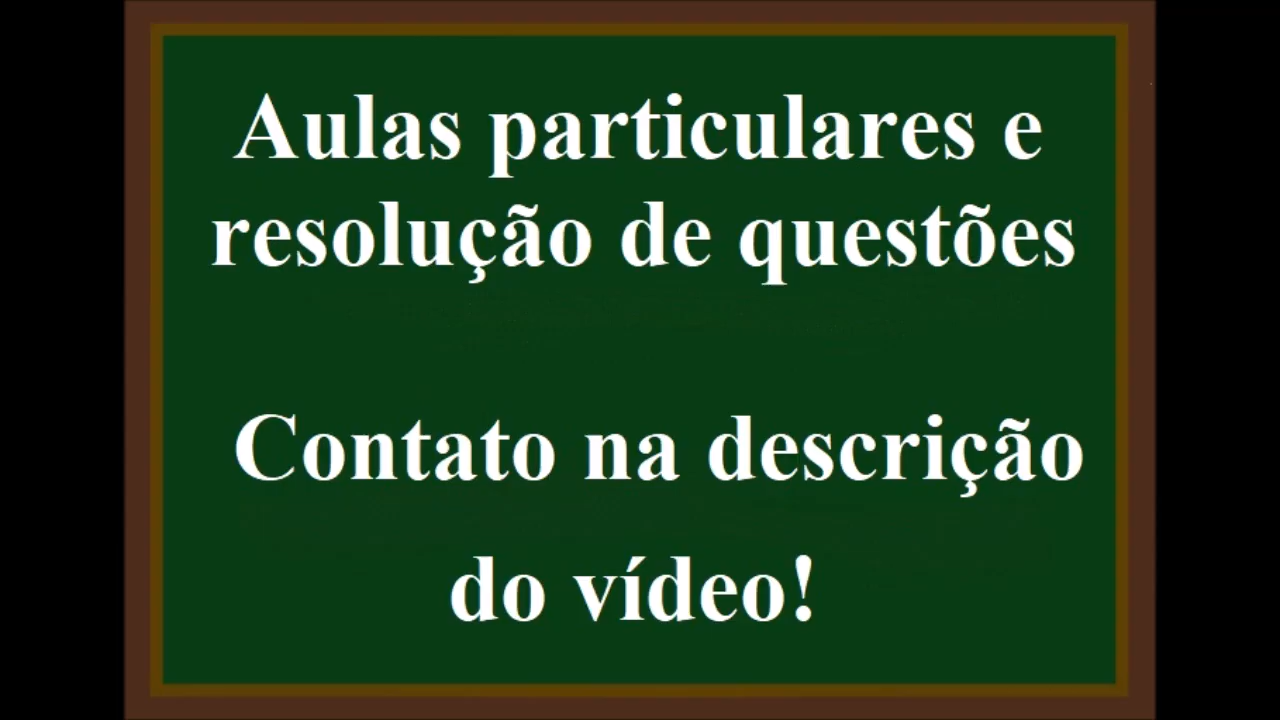 Aulas particulares e
resolução de questões
Contato na descrição
do vídeo!